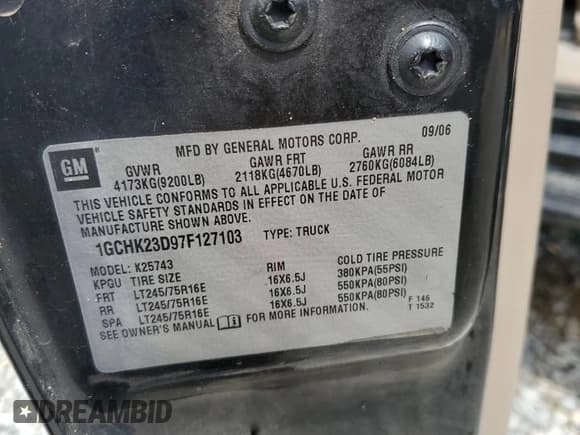 MFD BY GENERAL MOTORS CORP. 09/06
GM
GVWR GAWR FRT GAWR RR
4173KG(9200LB) 2118KG(4670LB) 2760KG(6084LB)
THIS VEHICLE CONFORMS TO ALL APPLICABLE U.S. FEDERAL MOTOR
VEHICLE SAFETY STANDARDS IN EFFECT ON THE DATE OF
MANUFACTURE SHOWN ABOVE.
1GCHK23D97F127103 TYPE: TRUCK
MODEL: K25743
KPGU TIRE SIZE RIM COLD TIRE PRESSURE
FRT LT245/75R16E 16X6.5J 380KPA(55PSI)
RR LT245/75R16E 16X6.5J 550KPA(80PSI)
SPA LT245/75R16E 16X6.5J 550KPA(80PSI)
SEE OWNER'S MANUAL FOR MORE INFORMATION.
F 146
T 1532
DREAMBID